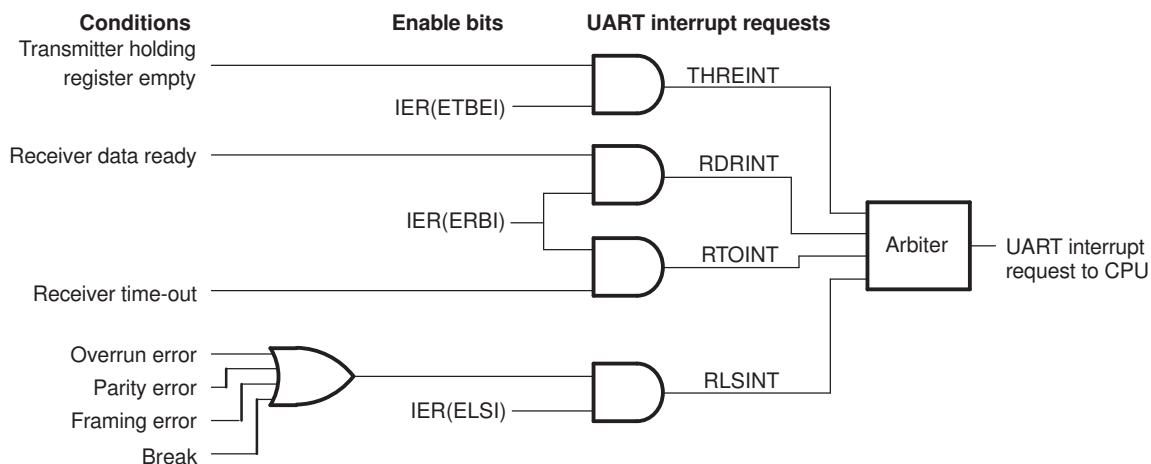 Conditions
Enable bits
UART interrupt requests
Transmitter holding
register empty
THREINT
IER(ETBEI)
Receiver data ready
RDRINT
IER(ERBI)
Arbiter
UART interrupt
request to CPU
RTOINT
Receiver time-out
Overrun error
Parity error
Framing error
Break
RLSINT
IER(ELSI)